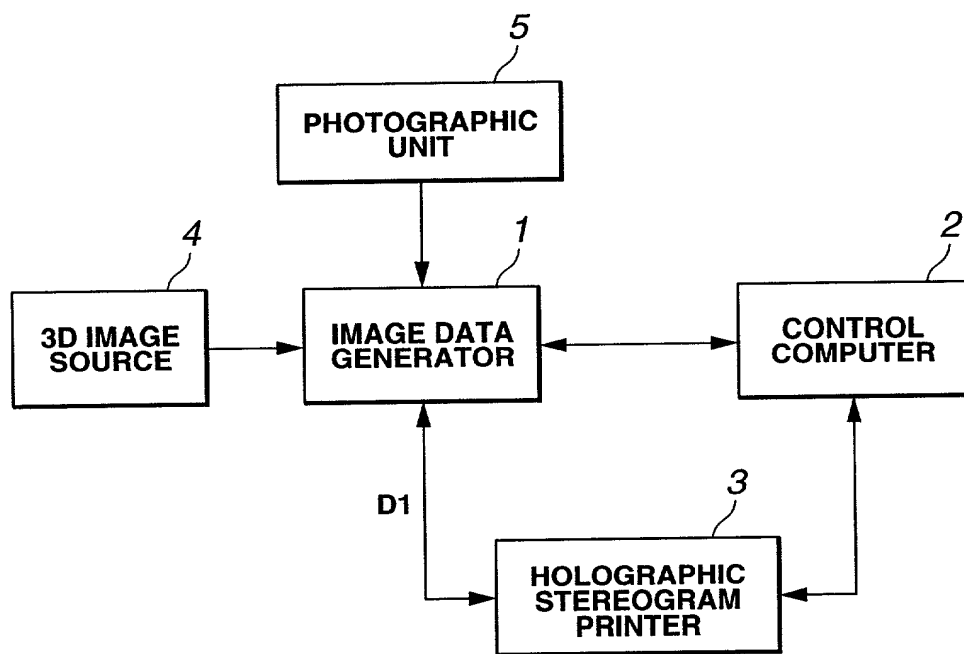 5
PHOTOGRAPHIC
UNIT
4
1
2
3D IMAGE
SOURCE
IMAGE DATA
GENERATOR
CONTROL
COMPUTER
D1
3
HOLOGRAPHIC
STEREOGRAM
PRINTER